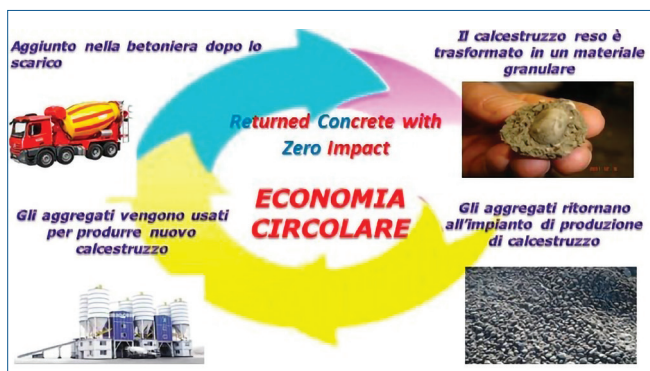 Aggiunto nella betoniera dopo lo
scarico
Il calcestruzzo reso è
trasformato in un materiale
granulare
Returned Concrete with
Zero Impact
ECONOMIA
CIRCOLARE
Gli aggregati vengono usati
per produrre nuovo
calcestruzzo
Gli aggregati ritornano
all'impianto di produzione
di calcestruzzo